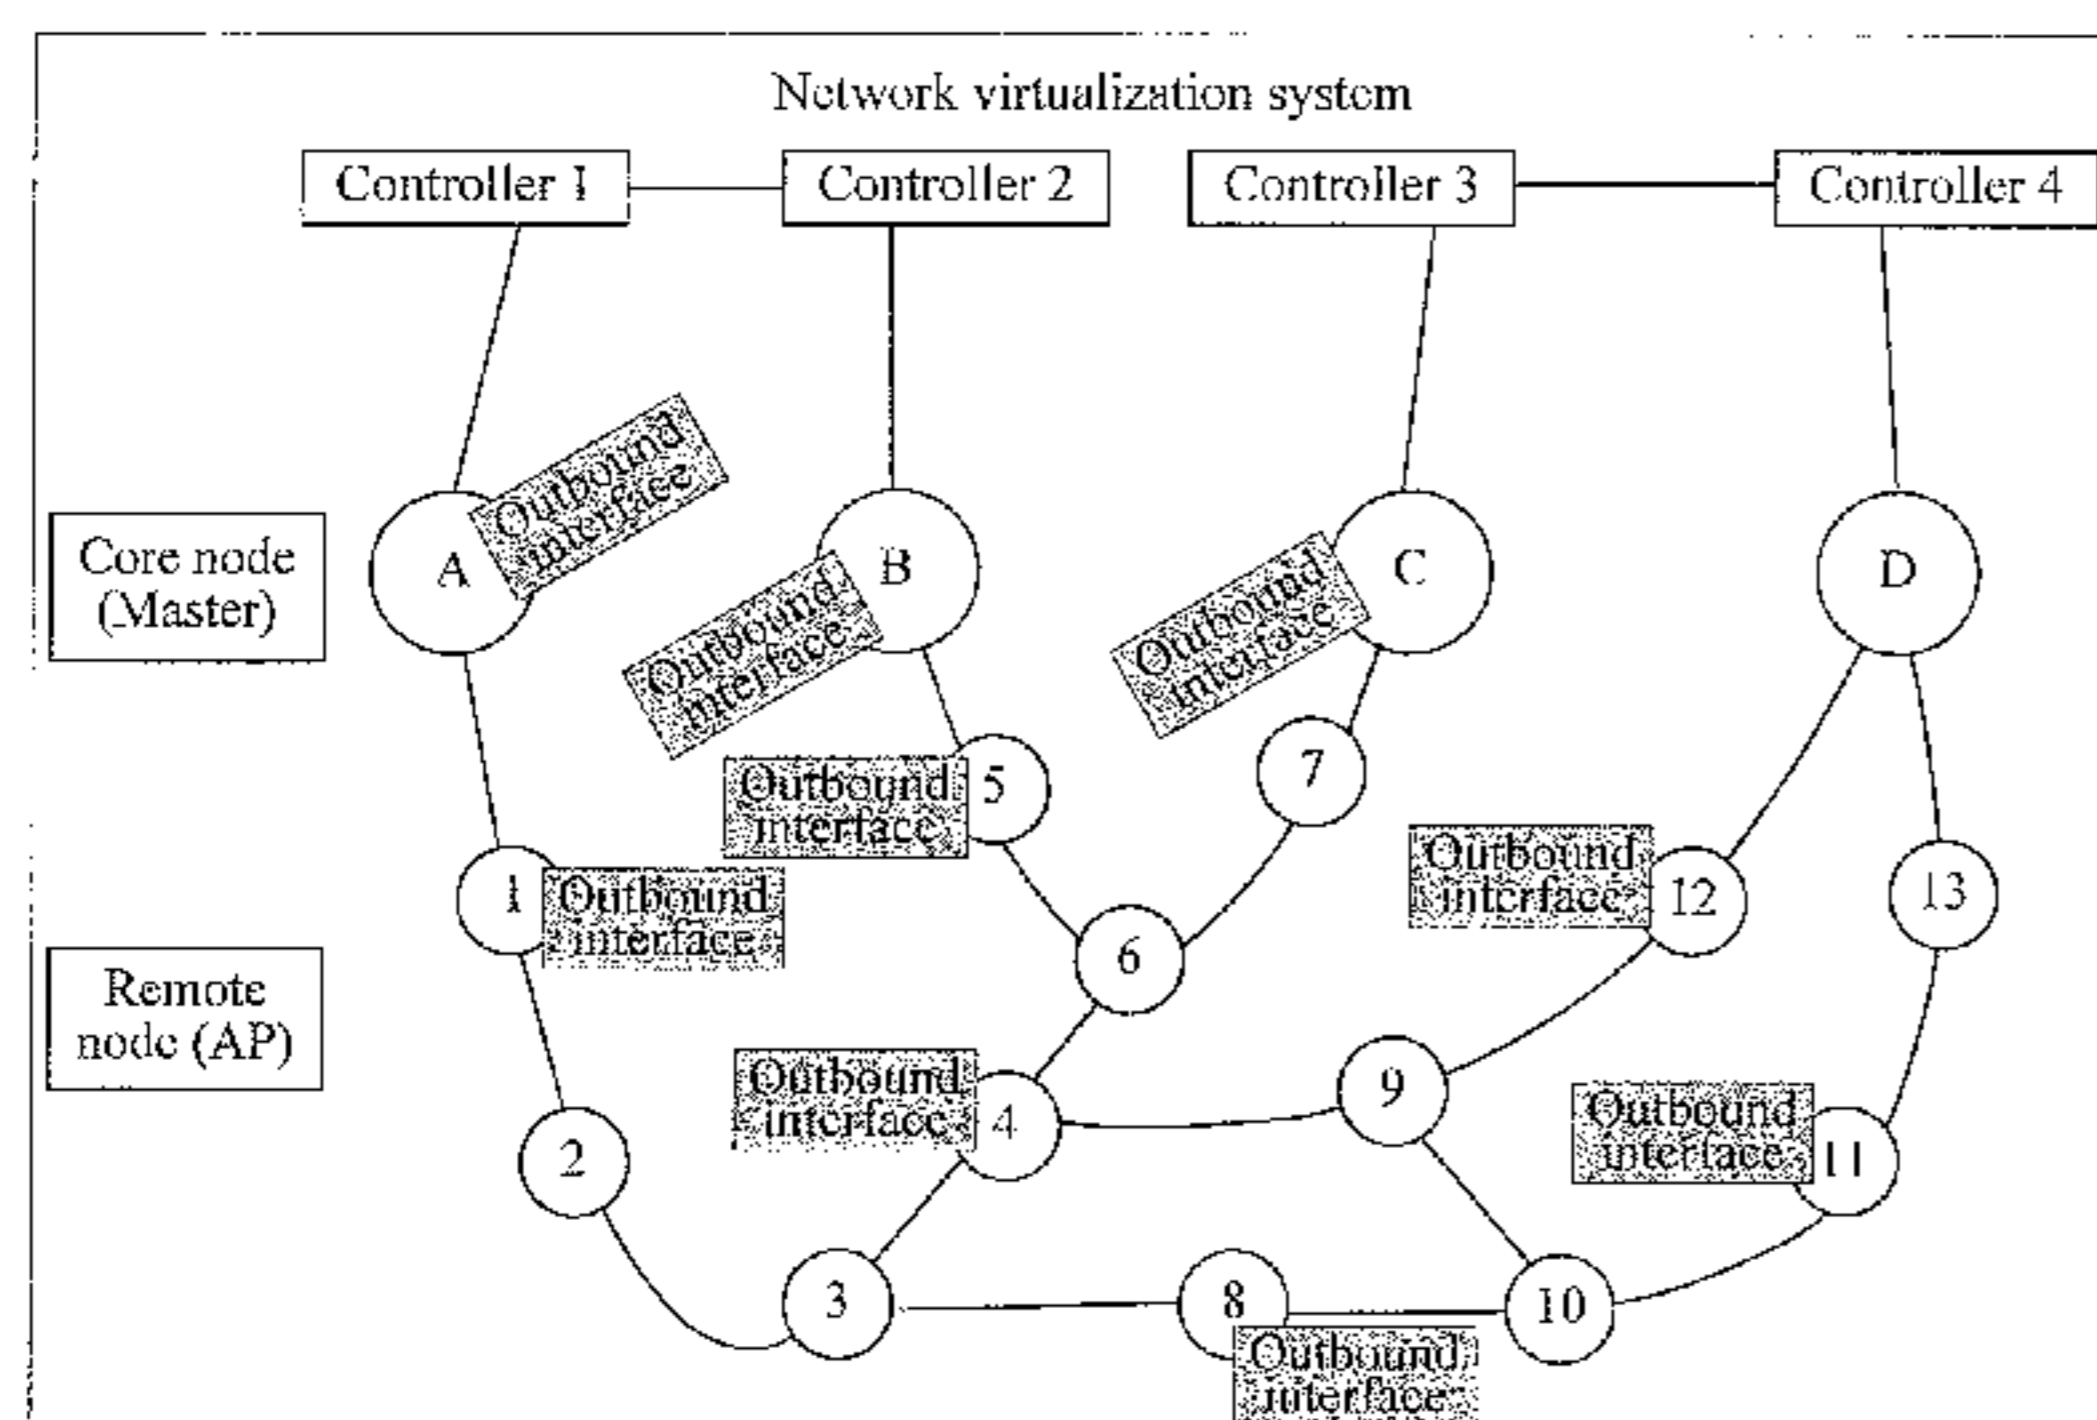 Network virtualization system
Controller 1
Controller 2
Controller 3
Controller 4
Outbound
interface
Core node
(Master)
A
B
C
D
Outbound
interface
Outbound
interface
5
7
Outbound
interface
Outbound
interface
12
13
1
Outbound
interface
6
Remote
node (AP)
Outbound
interface
4
9
Outbound
interface
11
2
3
8
10
Outbound
interface